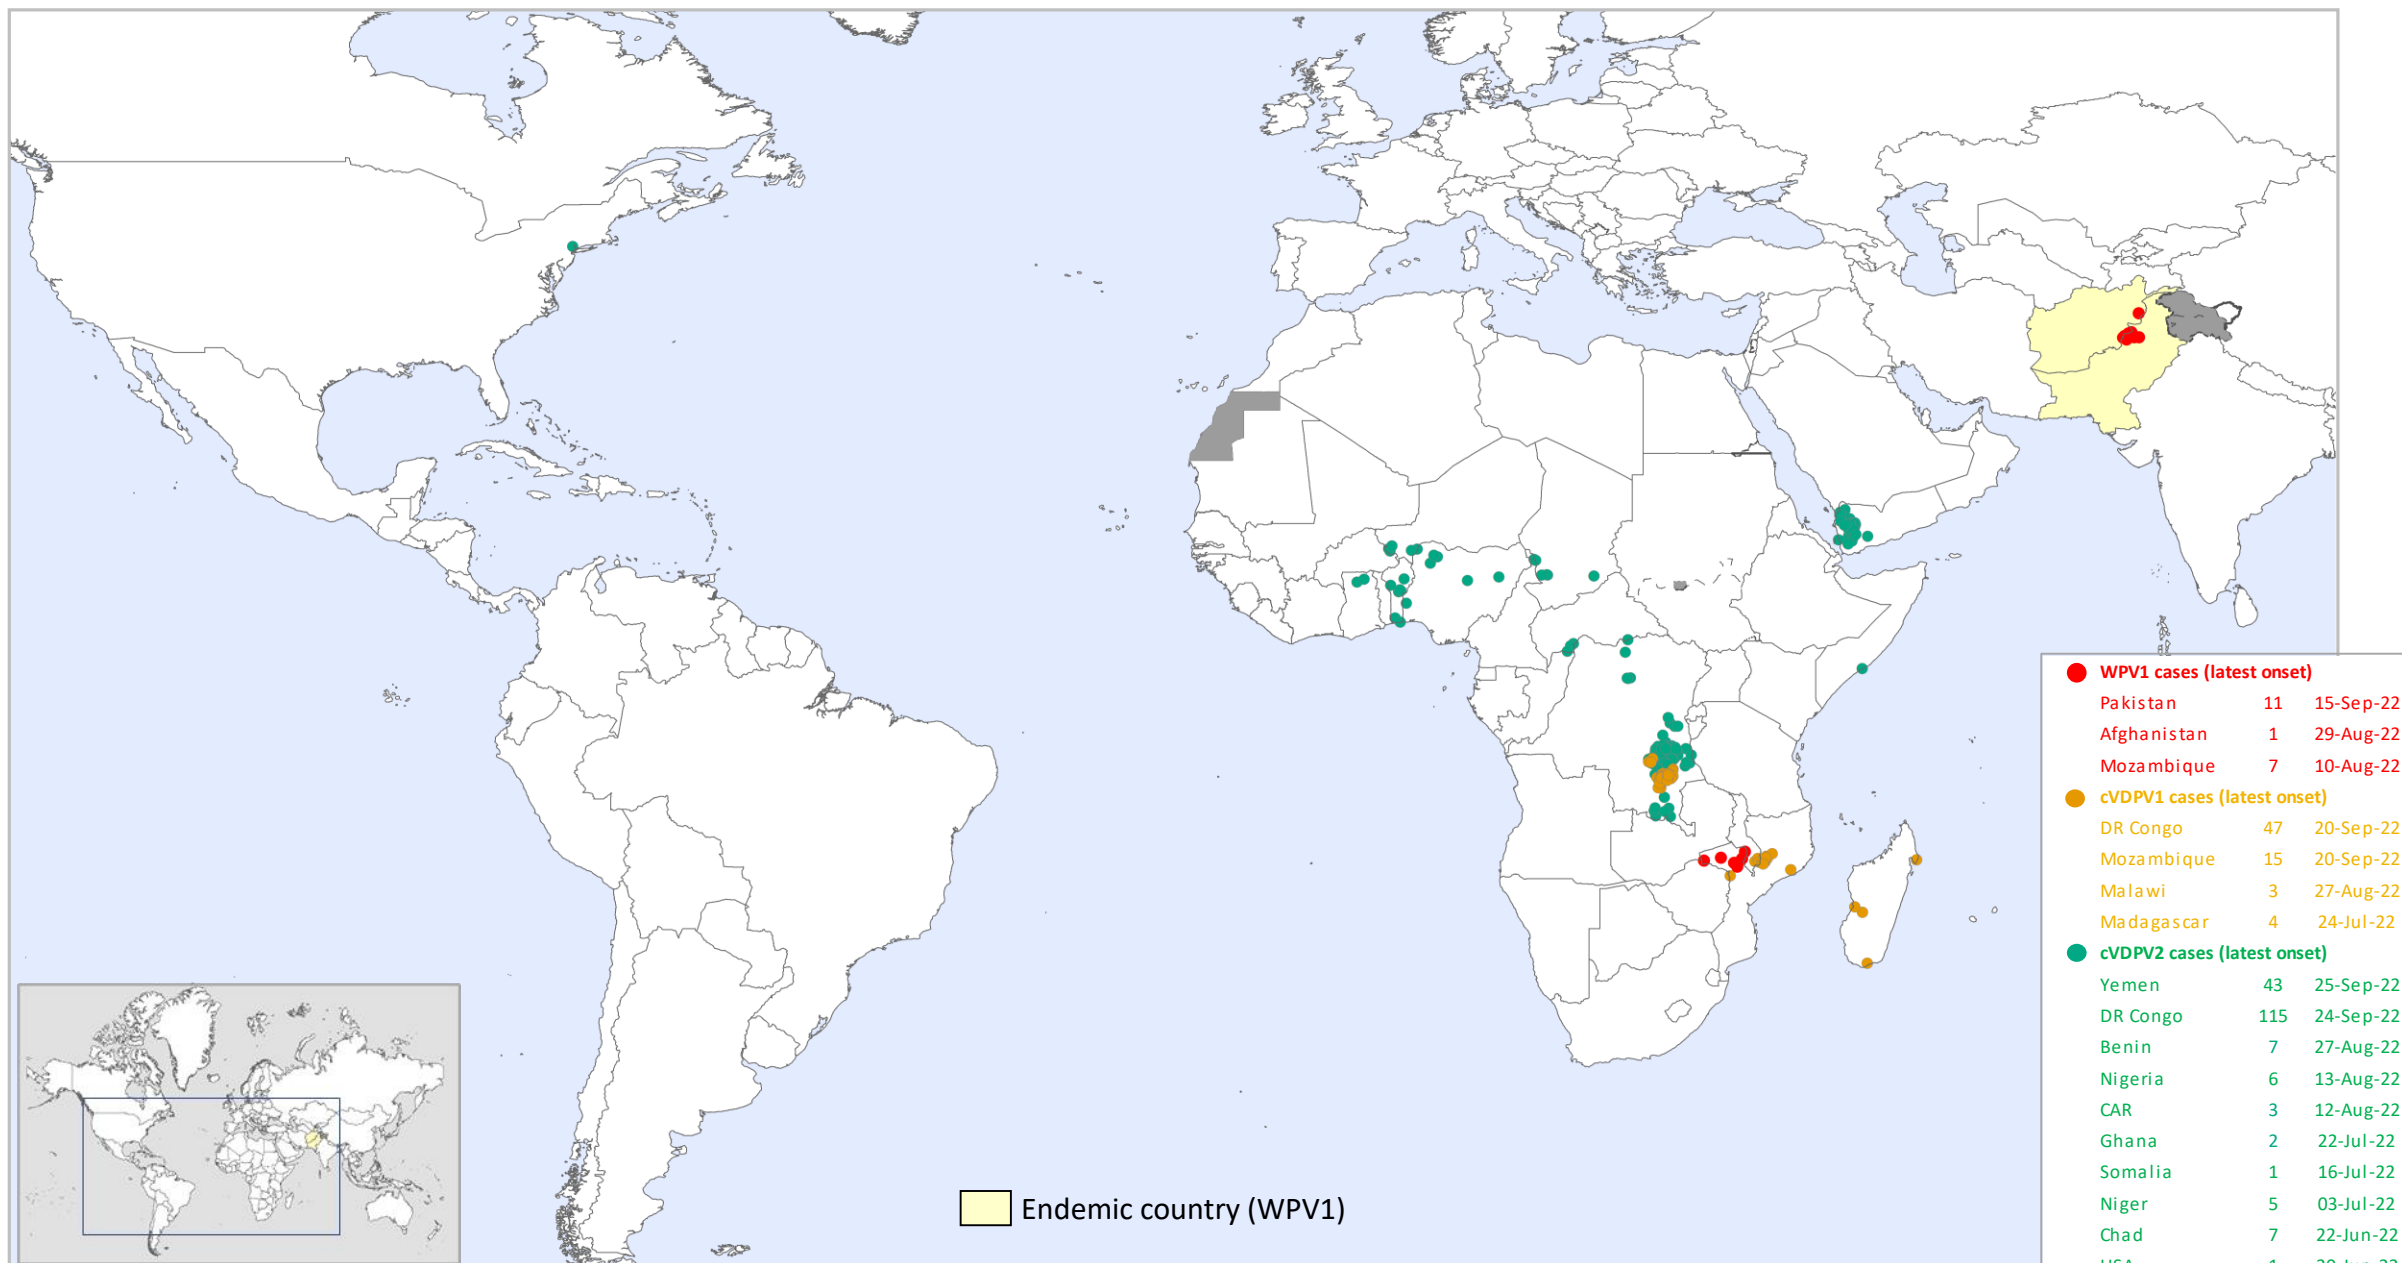 WPV1 cases (latest onset)
Pakistan 11 15-Sep-22
Afghanistan 1 29-Aug-22
Mozambique 7 10-Aug-22
cVDPV1 cases (latest onset)
DR Congo 47 20-Sep-22
Mozambique 15 20-Sep-22
Malawi 3 27-Aug-22
Madagascar 4 24-Jul-22
cVDPV2 cases (latest onset)
Yemen 43 25-Sep-22
DR Congo 115 24-Sep-22
Benin 7 27-Aug-22
Nigeria 6 13-Aug-22
CAR 3 12-Aug-22
Ghana 2 22-Jul-22
Somalia 1 16-Jul-22
Niger 5 03-Jul-22
Chad 7 22-Jun-22
USA 1
Endemic country (WPV1)